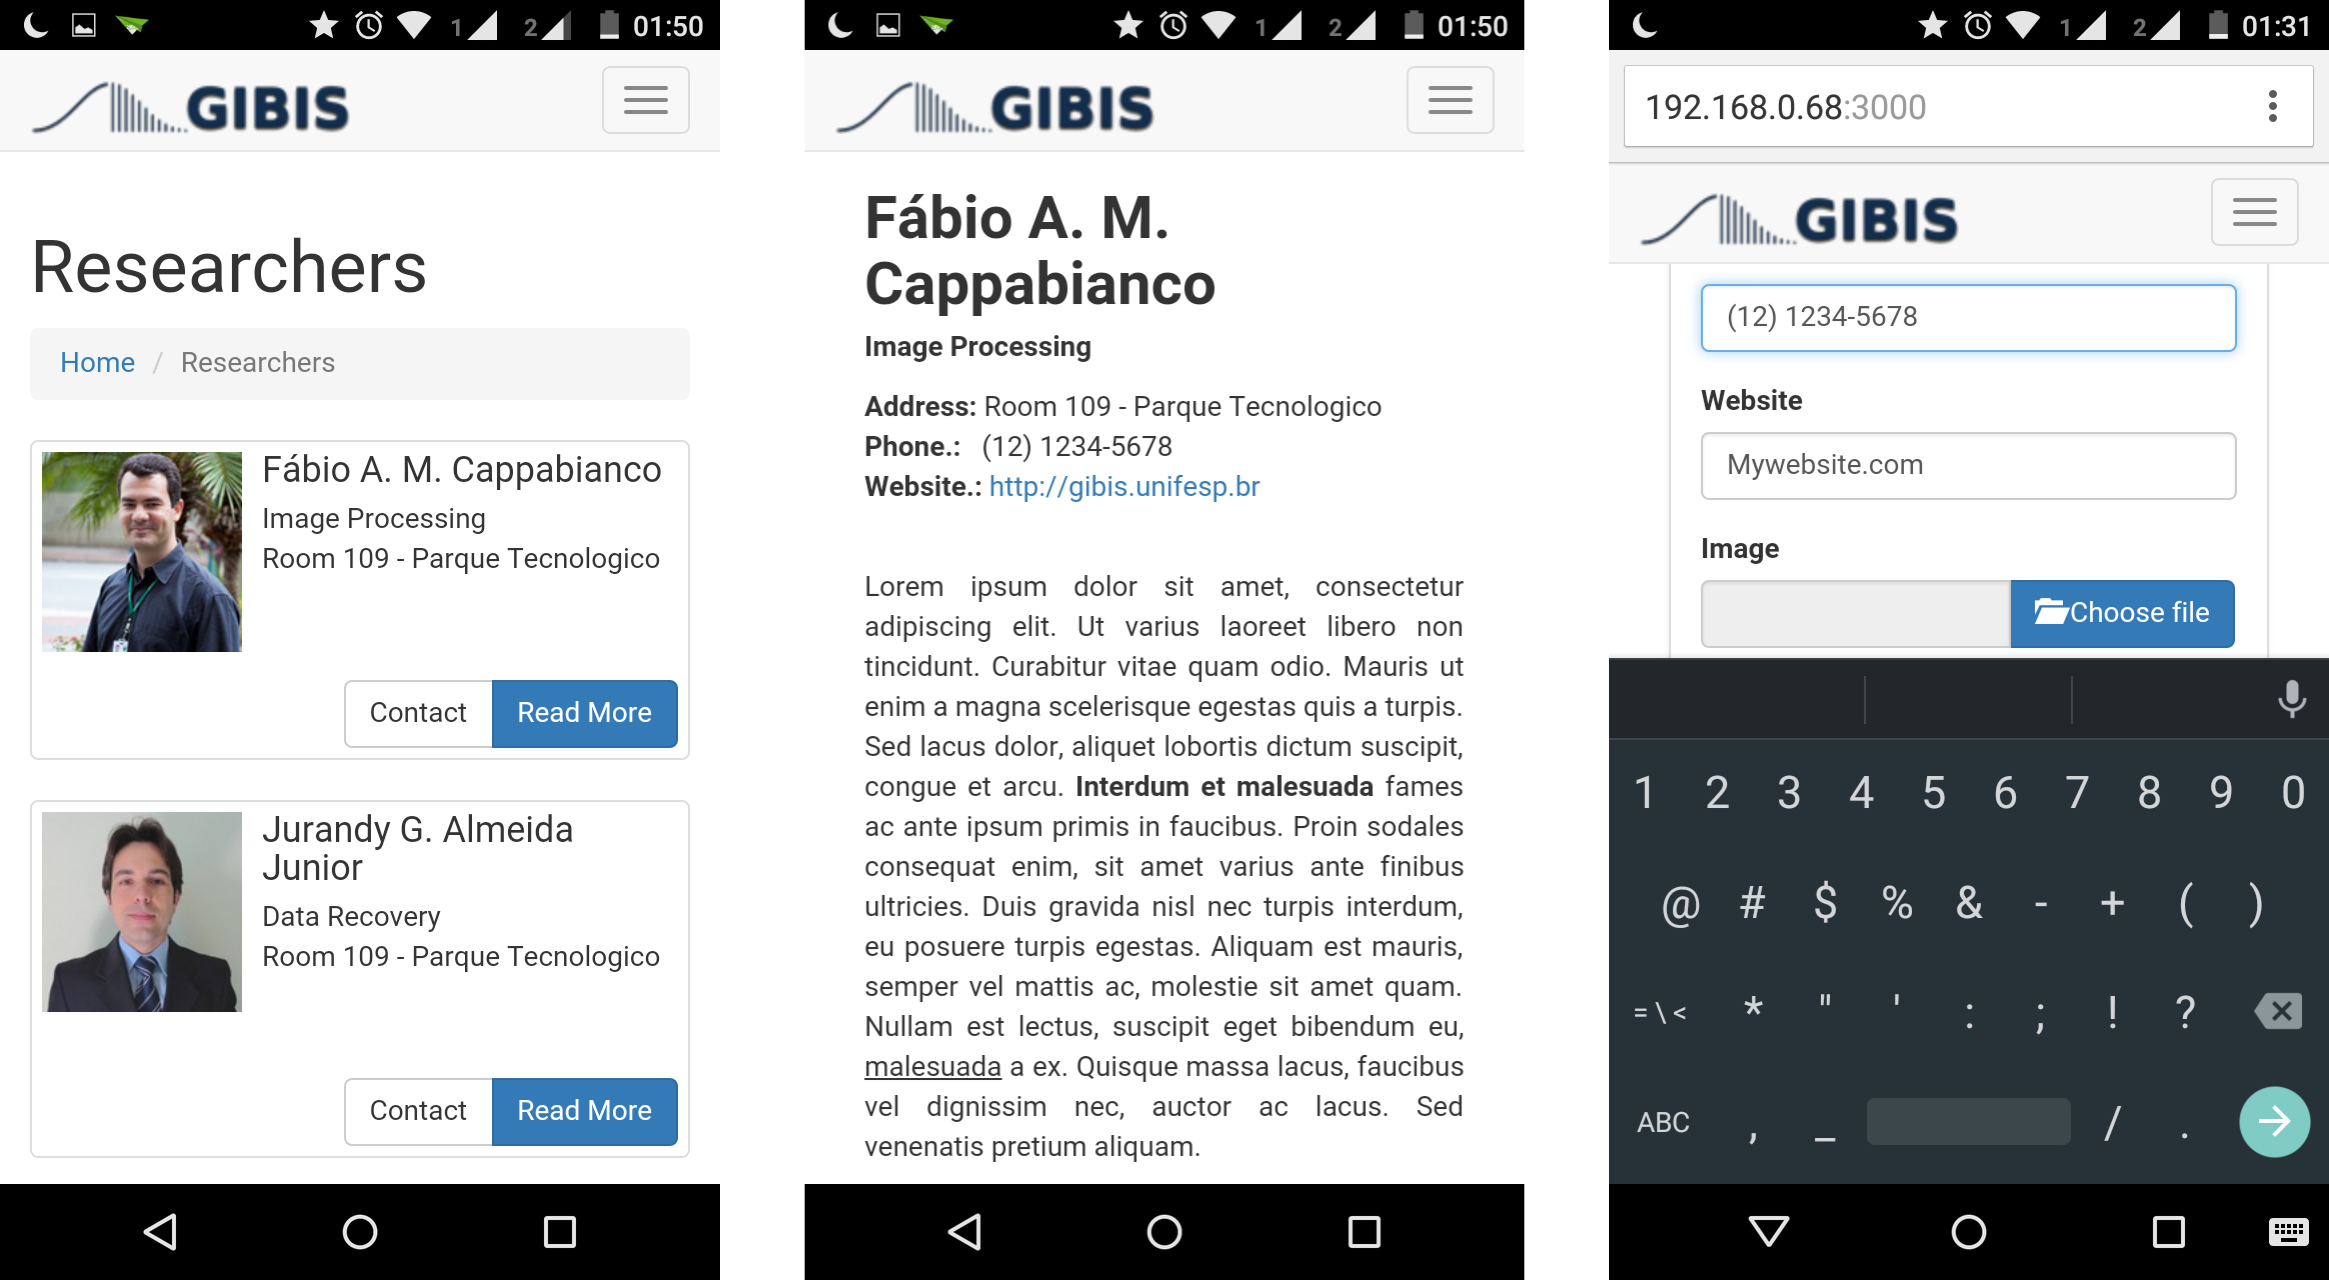 1 2 01:50
GIBIS
Researchers
Home / Researchers
Fábio A. M. Cappabianco
Image Processing
Room 109 - Parque Tecnologico
Contact Read More
Jurandy G. Almeida
Junior
Data Recovery
Room 109 - Parque Tecnologico
Contact Read More
1 2 01:50
GIBIS
Fábio A. M.
Cappabianco
Image Processing
Address: Room 109 - Parque Tecnologico
Phone.: (12) 1234-5678
Website.: http://gibis.unifesp.br
Lorem ipsum dolor sit amet, consectetur
adipiscing elit. Ut varius laoreet libero non
tincidunt. Curabitur vitae quam odio. Mauris ut
enim a magna scelerisque egestas quis a turpis.
Sed lacus dolor, aliquet lobortis dictum suscipit,
congue et arcu. Interdum et malesuada fames
ac ante ipsum primis in faucibus. Proin sodales
consequat enim, sit amet varius ante finibus
ultricies. Duis gravida nisl nec turpis interdum,
eu posuere turpis egestas. Aliquam est mauris,
semper vel mattis ac, molestie sit amet quam.
Nullam est lectus, suscipit eget bibendum eu,
malesuada a ex. Quisque massa lacus, faucibus
vel dignissim nec, auctor ac lacus. Sed
venenatis pretium aliquam.
1 2 01:31
192.168.0.68:3000
GIBIS
(12) 1234-5678
Website
Mywebsite.com
Image
Choose file
1 2 3 4 5 6 7 8 9 0
@ # $ % & - + ( )
= \ < * " ' : ; ! ?
ABC , _ / .